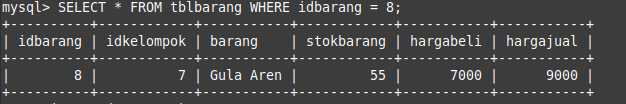 mysql> SELECT * FROM tblbarang WHERE idbarang = 8;
+----------+------------+------------+------------+-----------+-----------+
| idbarang | idkelompok | barang     | stokbarang | hargabeli | hargajual |
+----------+------------+------------+------------+-----------+-----------+
|        8 |          7 | Gula Aren |         55 |      7000 |      9000 |
+----------+------------+------------+------------+-----------+-----------+